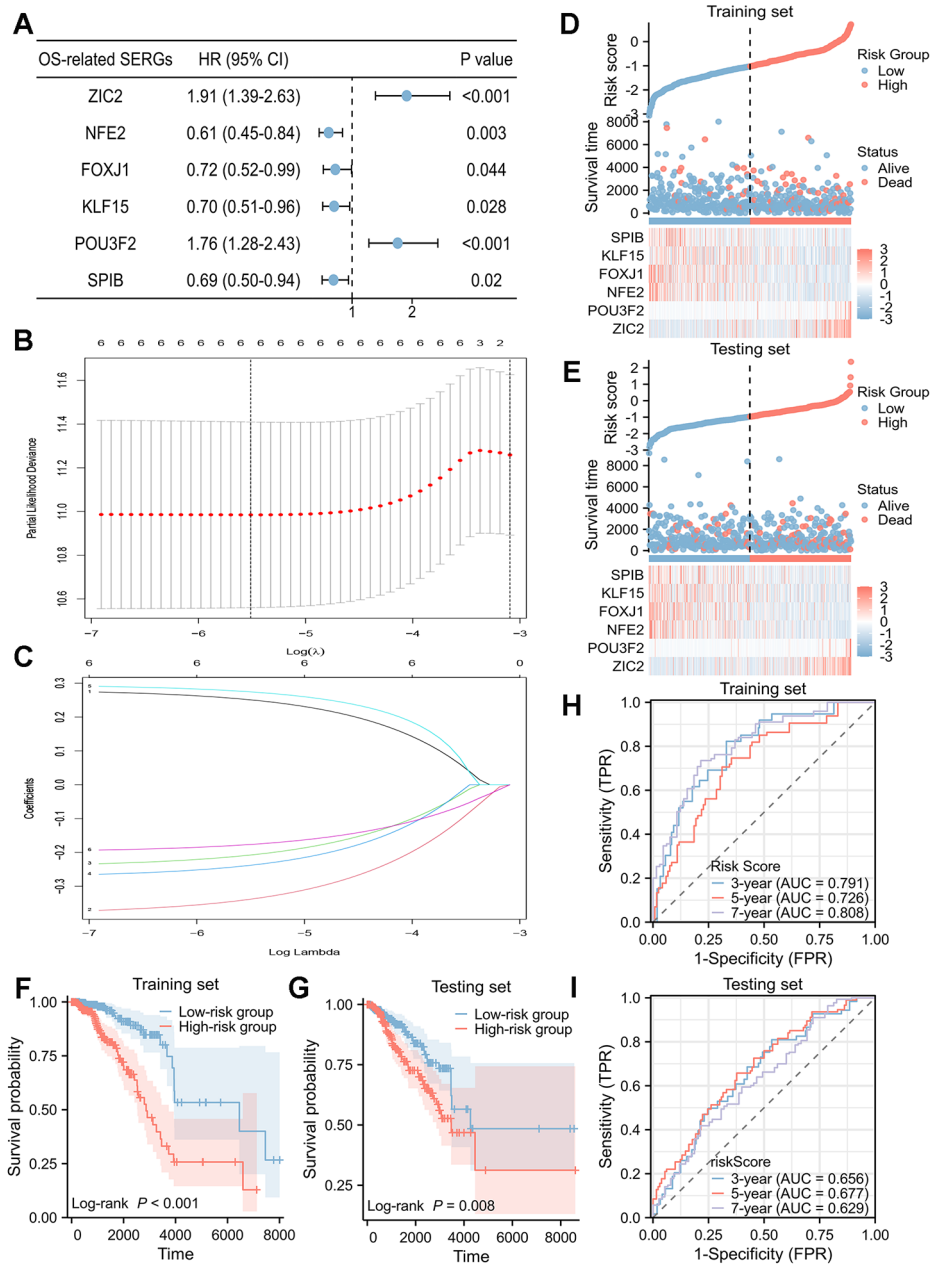 A
OS-related SERGs HR (95% CI) P value
ZIC2 1.91 (1.39-2.63) <0.001
NFE2 0.61 (0.45-0.84) 0.003
FOXJ1 0.72 (0.52-0.99) 0.044
KLF15 0.70 (0.51-0.96) 0.028
POU3F2 1.76 (1.28-2.43) <0.001
SPIB 0.69 (0.50-0.94) 0.02
1 2
B
6 6 6 6 6 6 6 6 6 6 6 6 6 6 6 6 6 6 6 3 2
Partial Likelihood Deviance
11.6
11.4
11.2
11.0
10.8
10.6
-7 -6 -5 -4 -3
Log(λ)
C
6 6 6 6 0
Coefficients
0.3
0.2
0.1
0.0
-0.1
-0.2
-0.3
5
1
6
3
4
2
-7 -6 -5 -4 -3
Log Lambda
D
Training set
Risk score
0
-1
-2
-3
Risk Group
Low
High
Survival time
8000
6000
4000
2000
0
Status
Alive
Dead
SPIB
KLF15
FOXJ1
NFE2
POU3F2
ZIC2
3
2
1
0
-1
-2
-3
E
Testing set
Risk score
2
1
0
-1
-2
-3
Risk Group
Low
High
Survival time
8000
6000
4000
2000
0
Status
Alive
Dead
SPIB
KLF15
FOXJ1
NFE2
POU3F2
ZIC2
3
2
1
0
-1
-2
-3
F
Training set
Survival probability
1.00
0.75
0.50
0.25
0.00
Low-risk group
High-risk group
Log-rank P < 0.001
0 2000 4000 6000 8000
Time
G
Testing set
Survival probability
1.00
0.75
0.50
0.25
Low-risk group
High-risk group
Log-rank P = 0.008
0 2000 4000 6000 8000
Time
H
Training set
Sensitivity (TPR)
1.0
0.8
0.6
0.4
0.2
0.0
Risk Score
3-year (AUC = 0.791)
5-year (AUC = 0.726)
7-year (AUC = 0.808)
0.00 0.25 0.50 0.75 1.00
1-Specificity (FPR)
I
Testing set
Sensitivity (TPR)
1.0
0.8
0.6
0.4
0.2
0.0
riskScore
3-year (AUC = 0.656)
5-year (AUC = 0.677)
7-year (AUC = 0.629)
0.00 0.25 0.50 0.75 1.00
1-Specificity (FPR)